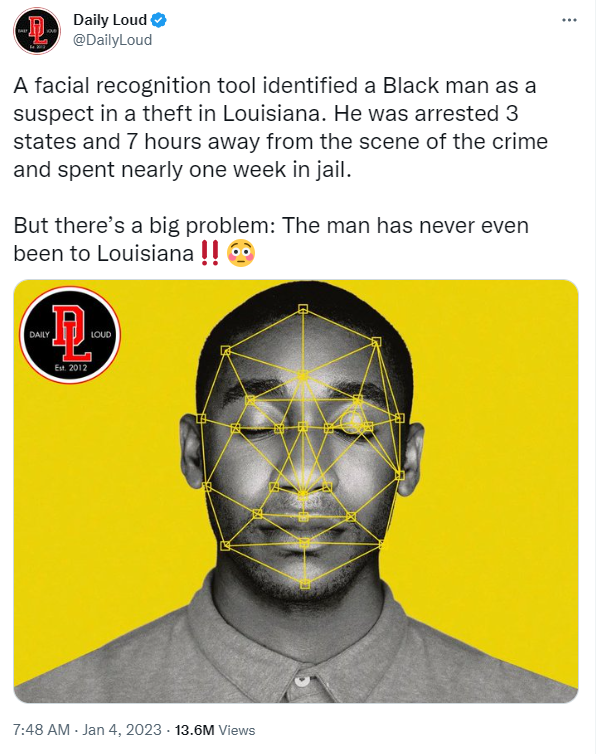 Daily Loud
@DailyLoud
A facial recognition tool identified a Black man as a
suspect in a theft in Louisiana. He was arrested 3
states and 7 hours away from the scene of the crime
and spent nearly one week in jail.
But there’s a big problem: The man has never even
been to Louisiana‼️😳
DAILY DL LOUD
Est. 2012
7:48 AM · Jan 4, 2023 · 13.6M Views